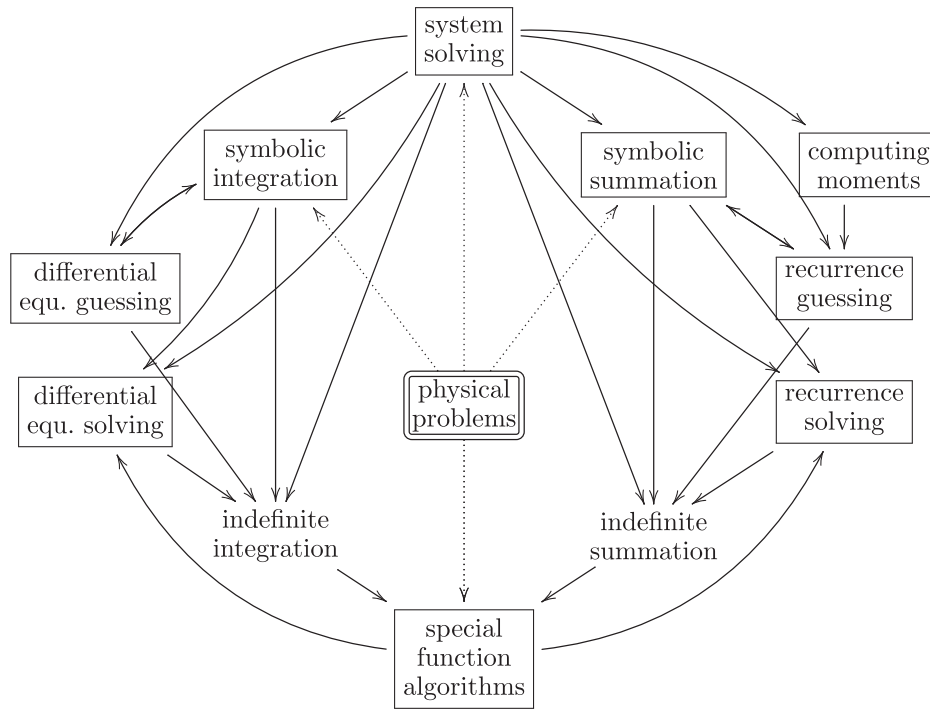 system
solving
symbolic
integration
symbolic
summation
computing
moments
differential
equ. guessing
recurrence
guessing
differential
equ. solving
physical
problems
recurrence
solving
indefinite
integration
indefinite
summation
special
function
algorithms